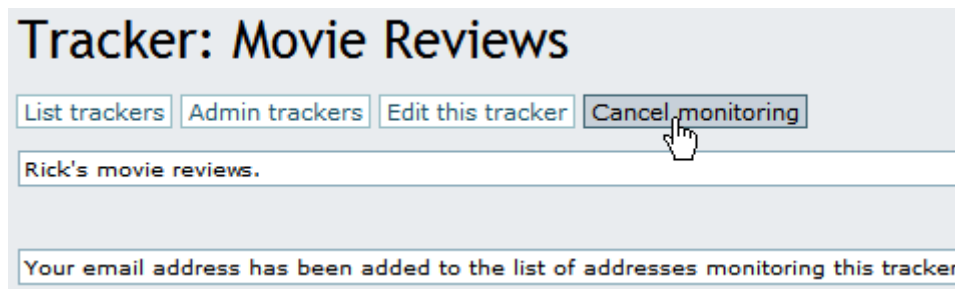 Tracker: Movie Reviews
List trackers Admin trackers Edit this tracker Cancel monitoring
Rick's movie reviews.
Your email address has been added to the list of addresses monitoring this tracker